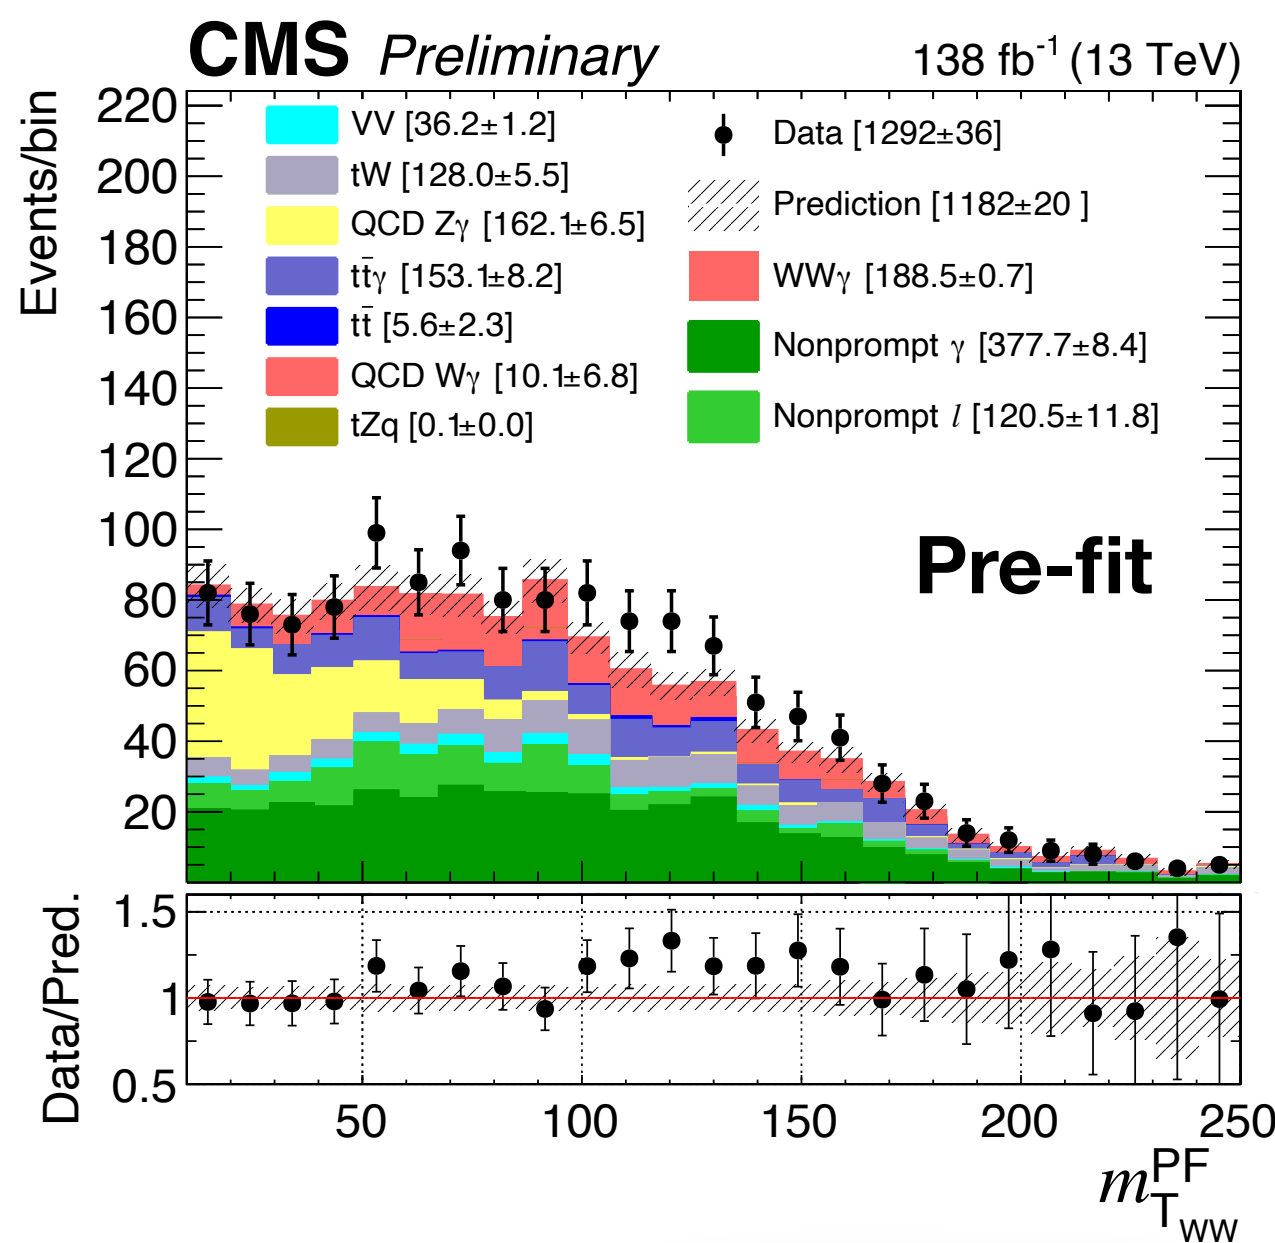 CMS Preliminary 138 fb⁻¹ (13 TeV)
Events/bin
220
200
180
160
140
120
100
80
60
40
20
VV [36.2±1.2]
tW [128.0±5.5]
QCD Zγ [162.1±6.5]
tt̄γ [153.1±8.2]
tt̄ [5.6±2.3]
QCD Wγ [10.1±6.8]
tZq [0.1±0.0]
Data [1292±36]
Prediction [1182±20 ]
WWγ [188.5±0.7]
Nonprompt γ [377.7±8.4]
Nonprompt l [120.5±11.8]
Pre-fit
Data/Pred.
1.5
1
0.5
50 100 150 200 250
m_{T_{WW}}^{PF}